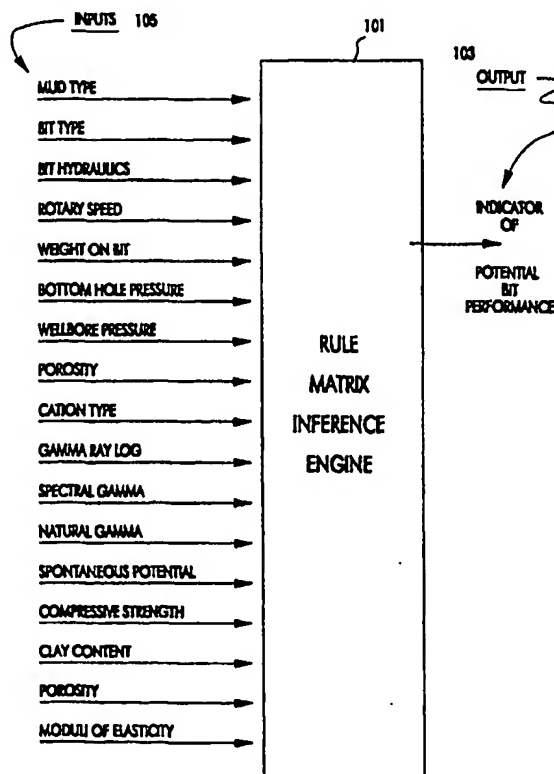 INPUTS 105
MUD TYPE
BIT TYPE
BIT HYDRAULICS
ROTARY SPEED
WEIGHT ON BIT
BOTTOM HOLE PRESSURE
WELLBORE PRESSURE
POROSITY
CATION TYPE
GAMMA RAY LOG
SPECTRAL GAMMA
NATURAL GAMMA
SPONTANEOUS POTENTIAL
COMPRESSIVE STRENGTH
CLAY CONTENT
POROSITY
MODULI OF ELASTICITY
101
RULE
MATRIX
INFERENCE
ENGINE
103
OUTPUT
INDICATOR
OF
POTENTIAL
BIT
PERFORMANCE